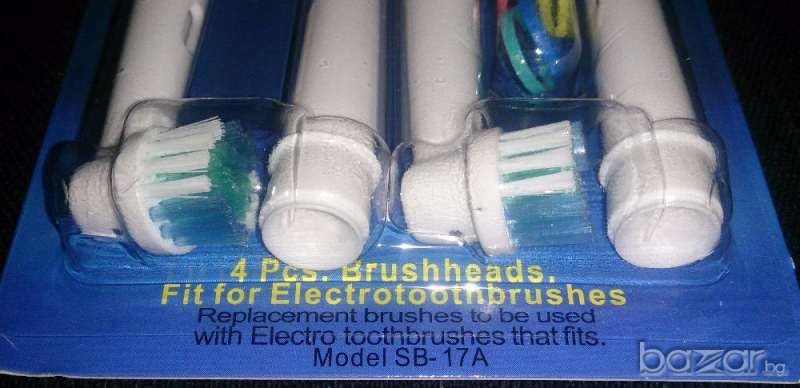 4 Pcs. Brushheads.
Fit for Electrotoothbrushes
Replacement brushes to be used
with Electro toothbrushes that fits.
Model SB-17A
bazar.bg